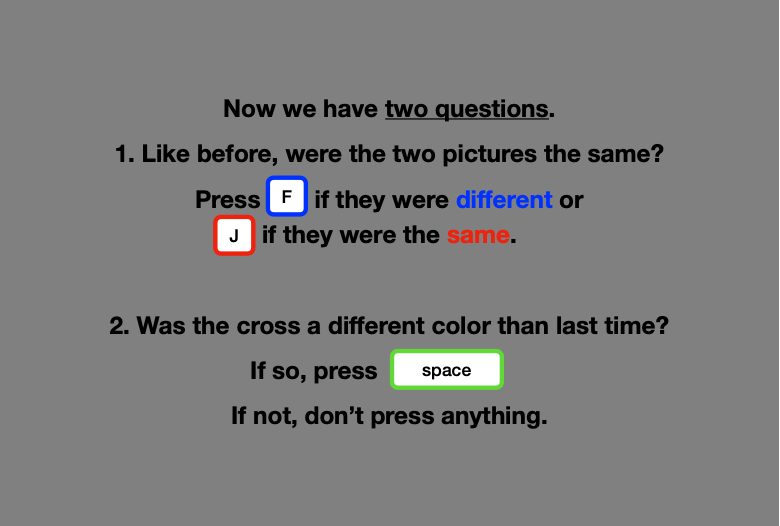 Now we have two questions.
1. Like before, were the two pictures the same?
Press F if they were different or
J if they were the same.
2. Was the cross a different color than last time?
If so, press space
If not, don’t press anything.